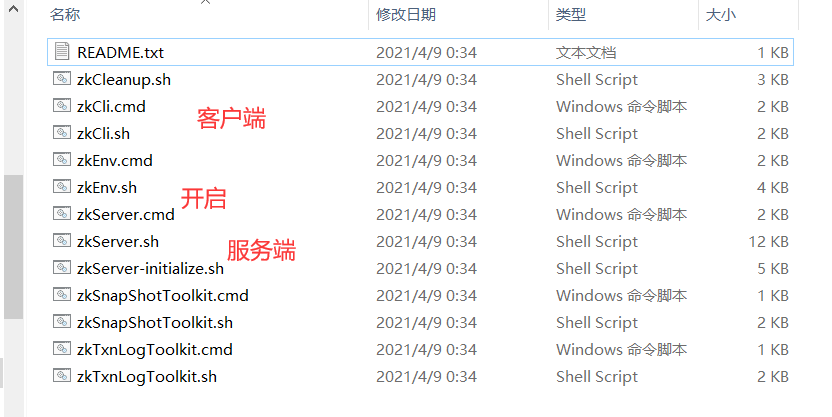 名称 修改日期 类型 大小
README.txt 2021/4/9 0:34 文本文档 1 KB
zkCleanup.sh 2021/4/9 0:34 Shell Script 3 KB
zkCli.cmd 2021/4/9 0:34 Windows 命令脚本 2 KB
客户端
zkCli.sh 2021/4/9 0:34 Shell Script 2 KB
zkEnv.cmd 2021/4/9 0:34 Windows 命令脚本 2 KB
zkEnv.sh 2021/4/9 0:34 Shell Script 4 KB
开启
zkServer.cmd 2021/4/9 0:34 Windows 命令脚本 2 KB
zkServer.sh 2021/4/9 0:34 Shell Script 12 KB
服务端
zkServer-initialize.sh 2021/4/9 0:34 Shell Script 5 KB
zkSnapShotToolkit.cmd 2021/4/9 0:34 Windows 命令脚本 1 KB
zkSnapShotToolkit.sh 2021/4/9 0:34 Shell Script 2 KB
zkTxnLogToolkit.cmd 2021/4/9 0:34 Windows 命令脚本 1 KB
zkTxnLogToolkit.sh 2021/4/9 0:34 Shell Script 2 KB